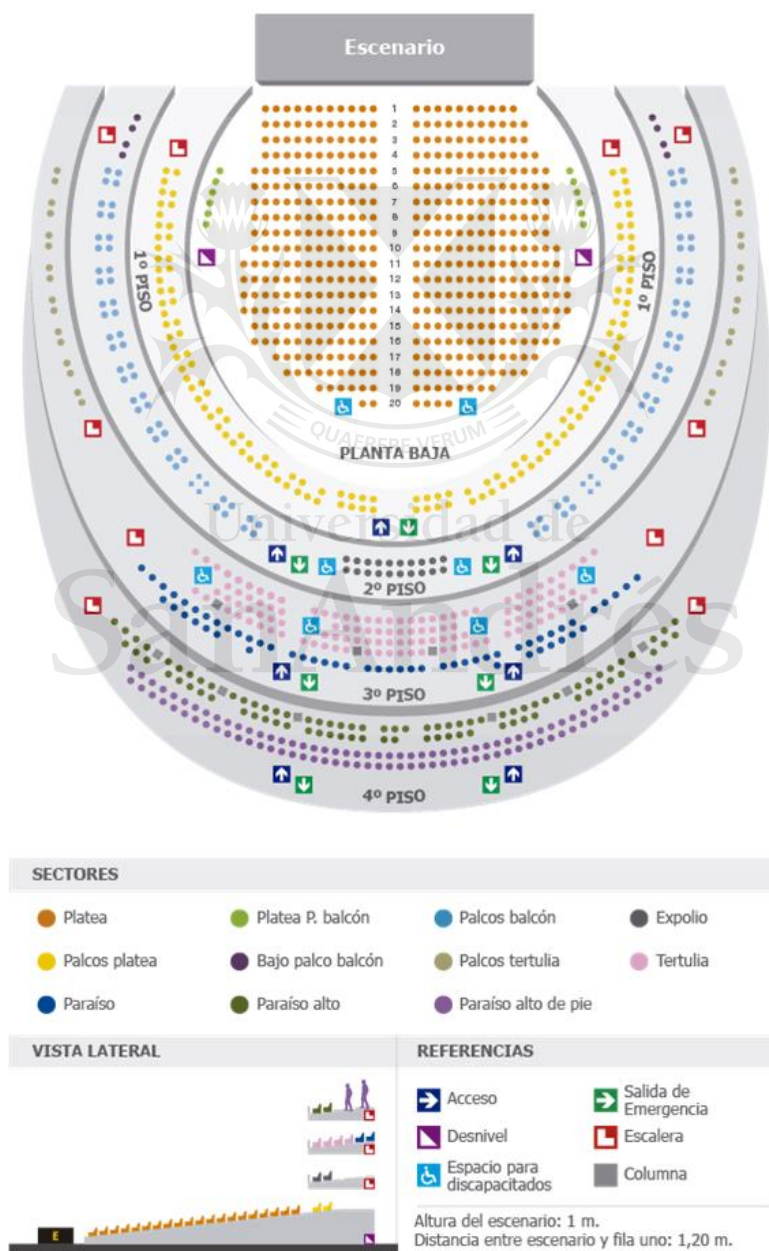 Escenario
1
2
3
4
5
6
7
8
9
10
11
12
13
14
15
16
17
18
19
20
1º PISO
1º PISO
QUAERERE VERUM
PLANTA BAJA
Universidad de
SanAndrés
2º PISO
3º PISO
4º PISO
SECTORES
Platea
Platea P. balcón
Palcos balcón
Expolio
Palcos platea
Bajo palco balcón
Palcos tertulia
Tertulia
Paraíso
Paraíso alto
Paraíso alto de pie
VISTA LATERAL
E
REFERENCIAS
Acceso
Salida de
Emergencia
Desnivel
Escalera
Espacio para
discapacitados
Columna
Altura del escenario: 1 m.
Distancia entre escenario y fila uno: 1,20 m.